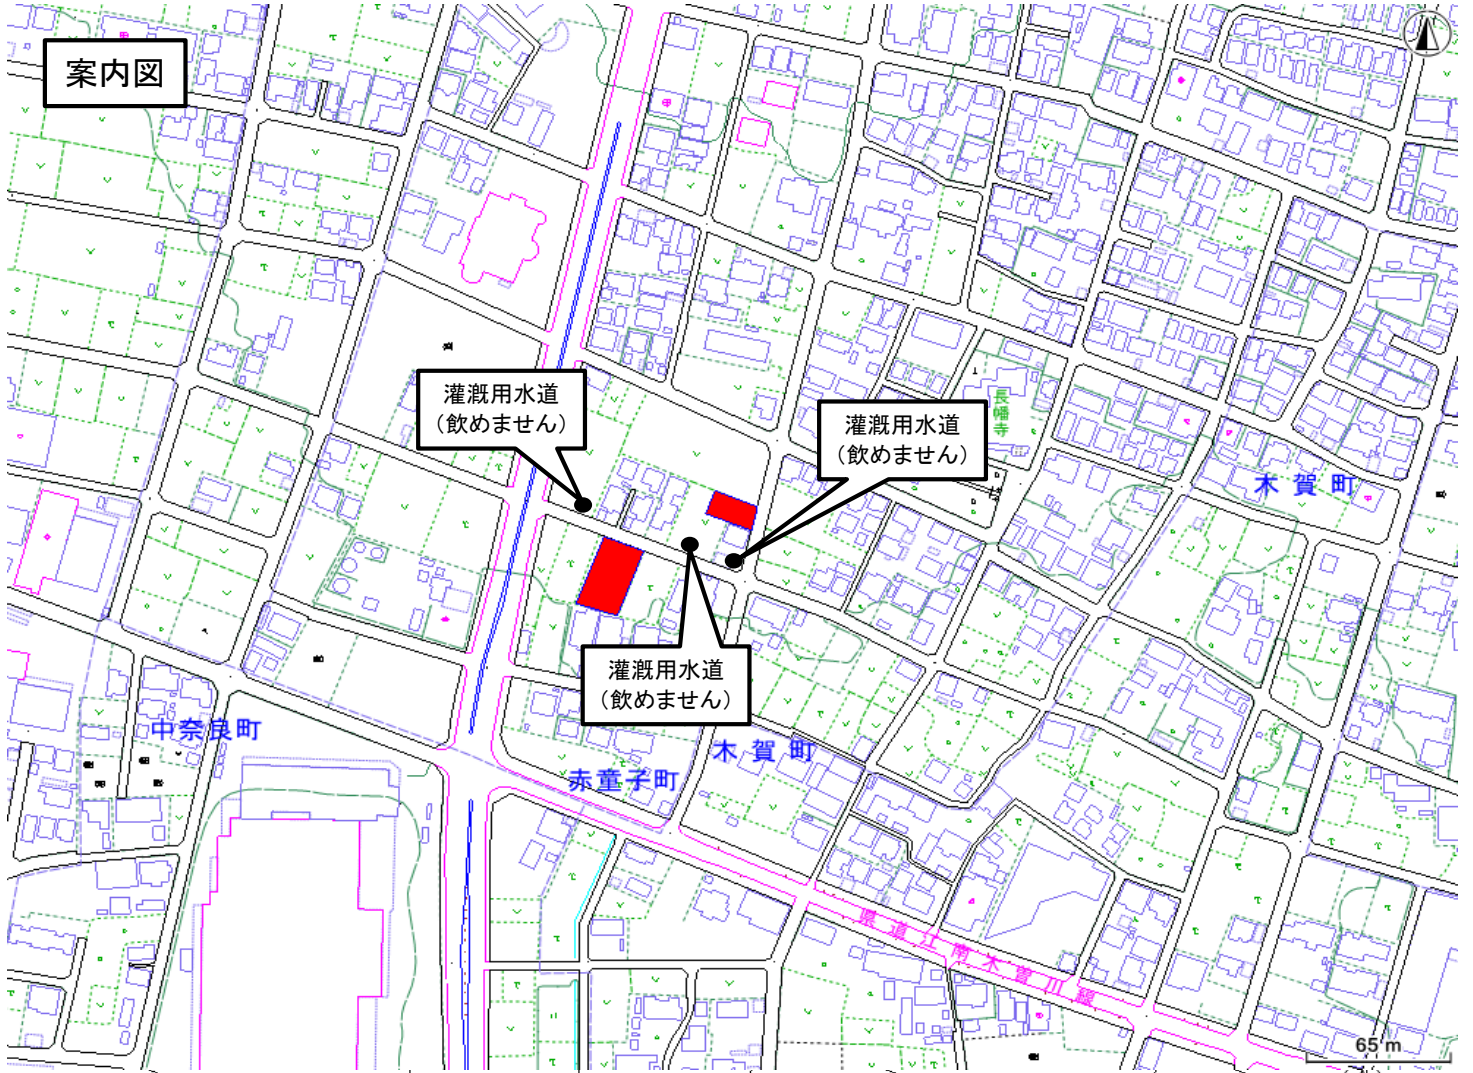 案内図
灌漑用水道
（飲めません）
灌漑用水道
（飲めません）
長幡寺
木賀町
灌漑用水道
（飲めません）
中奈良町
木賀町
赤童子町
県道江南木曽川線
65 m